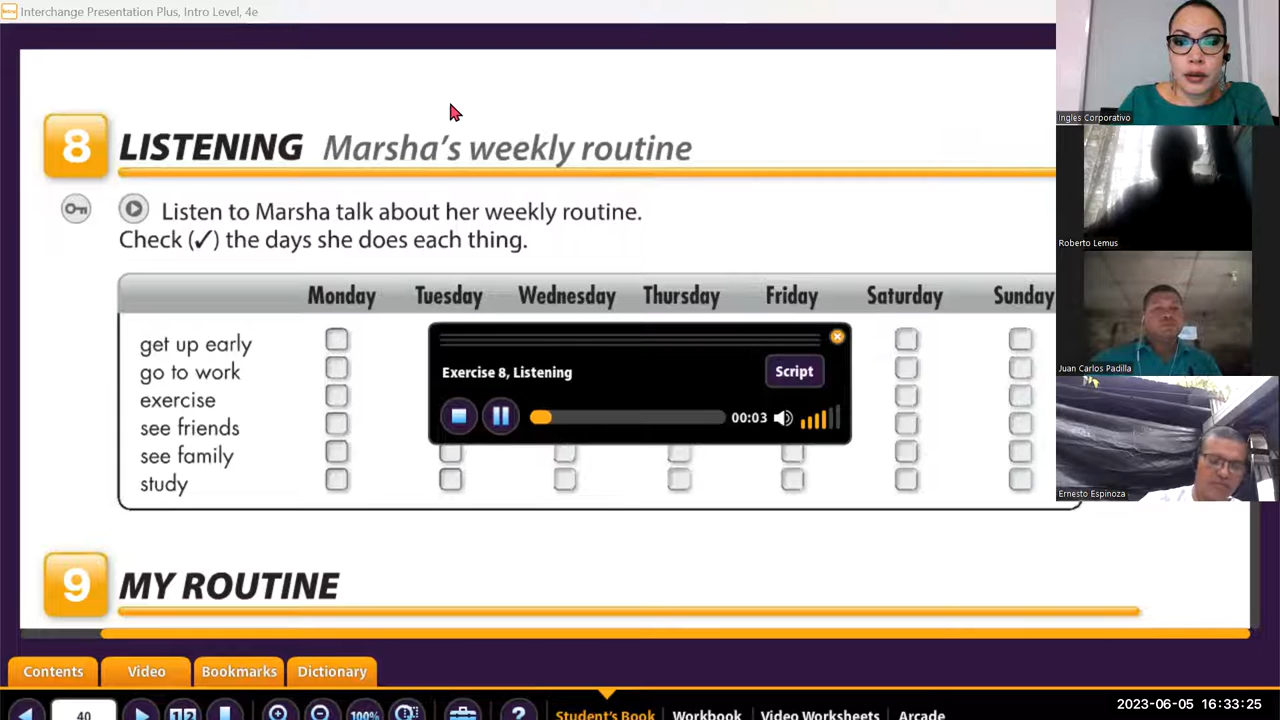 Interchange Presentation Plus, Intro Level, 4e
8 LISTENING Marsha's weekly routine
Listen to Marsha talk about her weekly routine.
Check (✓) the days she does each thing.
Monday Tuesday Wednesday Thursday Friday Saturday Sunday
get up early
go to work
exercise
see friends
see family
study
Exercise 8, Listening
Script
00:03
9 MY ROUTINE
Ingles Corporativo
Roberto Lemus
Juan Carlos Padilla
Ernesto Espinoza
Contents Video Bookmarks Dictionary
40 1 2 100% ? Student's Book Workbook Video Worksheets Arcade
2023-06-05 16:33:25